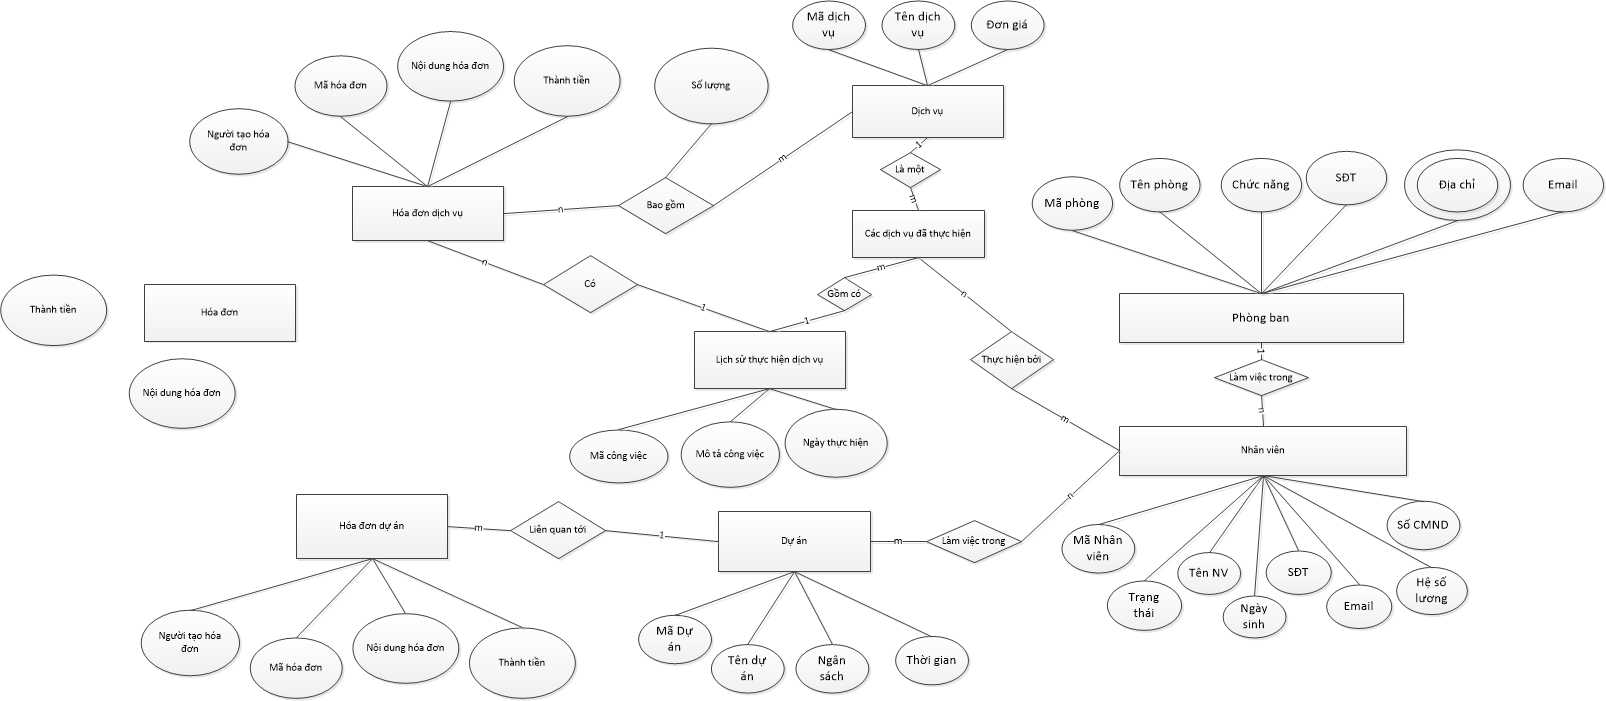 Mã dịch
vụ
Tên dịch
vụ
Đơn giá
Nội dung hóa đơn
Mã hóa đơn
Thành tiền
Số lượng
Người tạo hóa
đơn
Dịch vụ
1
m
Là một
m
Hóa đơn dịch vụ
n
Bao gồm
Mã phòng
Tên phòng
Chức năng
SĐT
Địa chỉ
Email
Các dịch vụ đã thực hiện
n
Có
1
m
Gồm có
1
n
Thành tiền
Hóa đơn
Nội dung hóa đơn
Phòng ban
1
Làm việc trong
n
Lịch sử thực hiện dịch vụ
Thực hiện bởi
m
Mã công việc
Mô tả công việc
Ngày thực hiện
Nhân viên
n
Hóa đơn dự án
m
Liên quan tới
1
Dự án
m
Làm việc trong
Mã Nhân
viên
Trạng
thái
Tên NV
Ngày
sinh
SĐT
Email
Hệ số
lương
Số CMND
Người tạo hóa
đơn
Mã hóa đơn
Nội dung hóa đơn
Thành tiền
Mã Dự
án
Tên dự
án
Ngân
sách
Thời gian